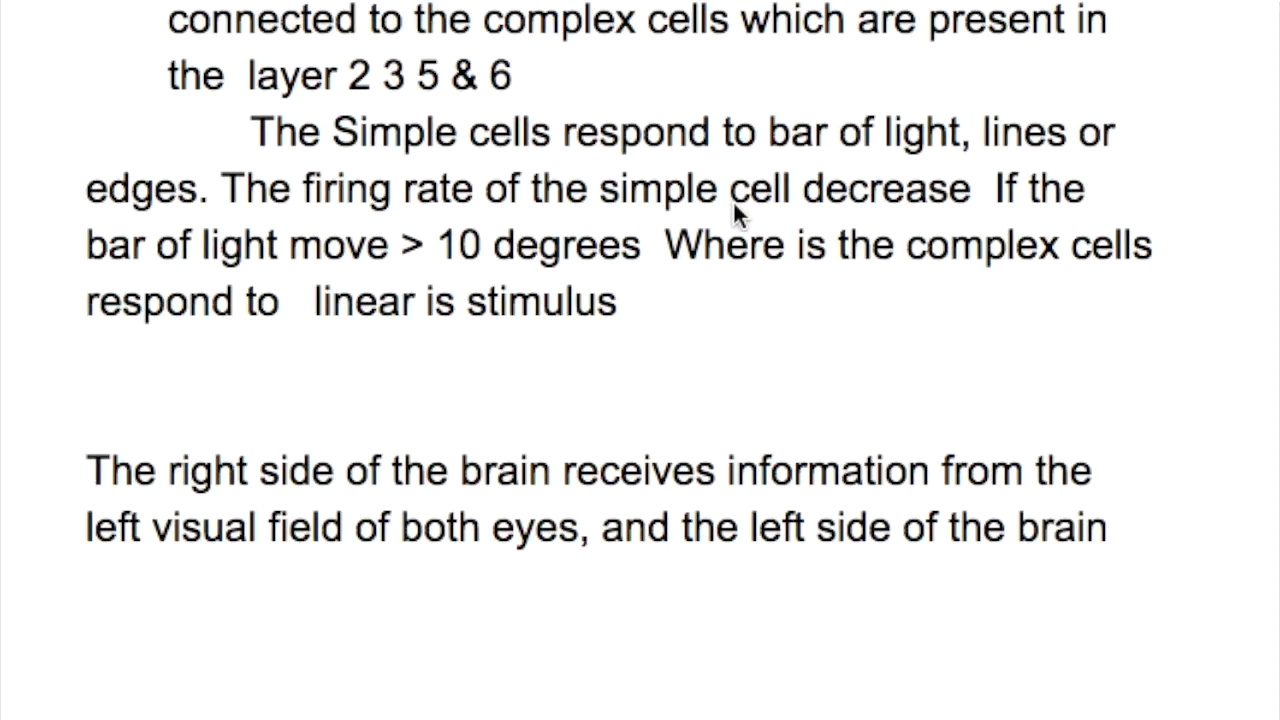 connected to the complex cells which are present in
the  layer 2 3 5 & 6
The Simple cells respond to bar of light, lines or
edges. The firing rate of the simple cell decrease  If the
bar of light move > 10 degrees  Where is the complex cells
respond to   linear is stimulus
The right side of the brain receives information from the
left visual field of both eyes, and the left side of the brain